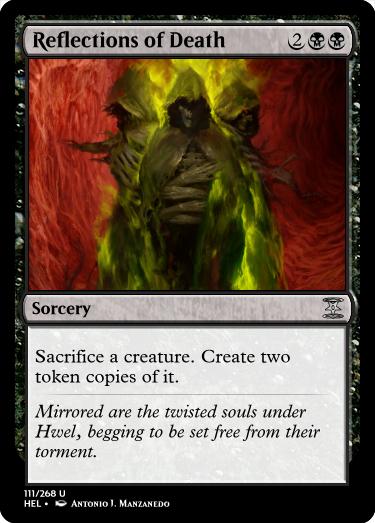 Reflections of Death 2
Sorcery
Sacrifice a creature. Create two
token copies of it.
Mirrored are the twisted souls under
Hwel, begging to be set free from their
torment.
111/268 U
HEL • Antonio J. Manzanedo